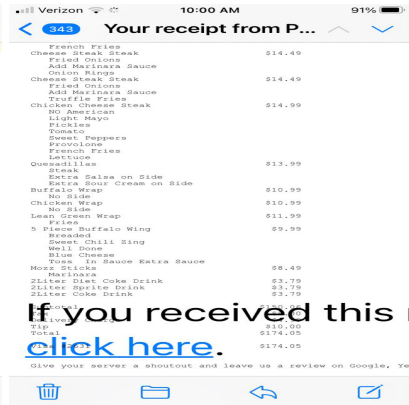 Verizon 10:00 AM 91%
343 Your receipt from P...
French Fries
Cheese Steak Steak $14.49
Fried Onions
Add Marinara Sauce
Onion Rings
Cheese Steak Steak $14.49
Fried Onions
Add Marinara Sauce
Truffle Fries
Chicken Cheese Steak $14.99
NO American
Light Mayo
Pickles
Tomato
Sweet Peppers
Provolone
French Fries
Lettuce
Quesadillas $13.99
Steak
Extra Salsa on Side
Extra Sour Cream on Side
Buffalo Wrap $10.99
No Side
Chicken Wrap $10.99
No Side
Lean Green Wrap $11.99
Fries
5 Piece Buffalo Wing $9.99
Breaded
Sweet Chili Zing
Well Done
Blue Cheese
Toss In Sauce Extra Sauce
Mozz Sticks $8.49
Marinara
2Liter Diet Coke Drink $3.79
2Liter Sprite Drink $3.79
2Liter Coke Drink $3.79
If you received this
Tip $10.00
Total $174.05
click here.
$174.05
Give your server a shoutout and leave us a review on Google, Ye